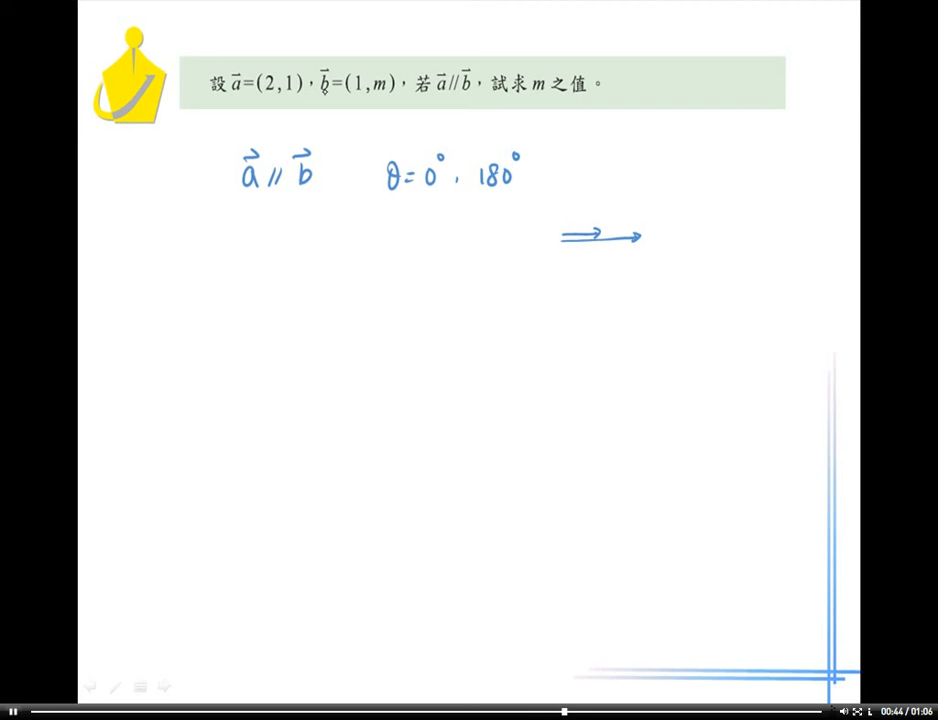 設 a⃗=(2,1)，b⃗=(1,m)，若 a⃗//b⃗，試求 m 之值。
a⃗ // b⃗ θ=0°，180°
00:44 / 01:06